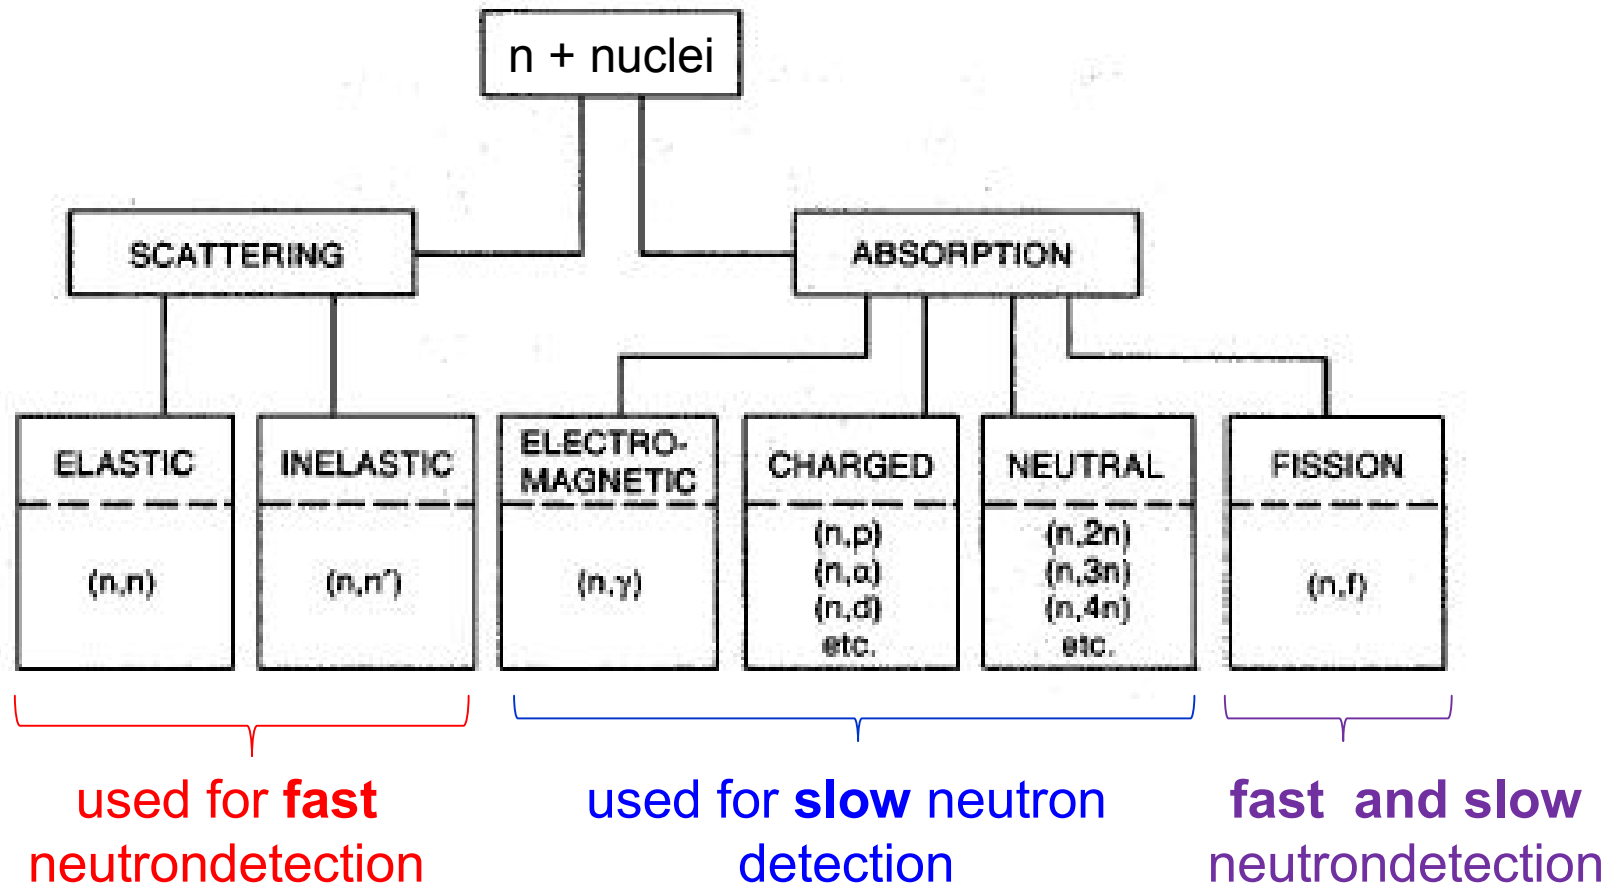 n + nuclei
SCATTERING
ABSORPTION
ELASTIC
(n,n)
INELASTIC
(n,n′)
ELECTRO-
MAGNETIC
(n,γ)
CHARGED
(n,p)
(n,α)
(n,d)
etc.
NEUTRAL
(n,2n)
(n,3n)
(n,4n)
etc.
FISSION
(n,f)
used for fast
neutrondetection
used for slow neutron
detection
fast and slow
neutrondetection